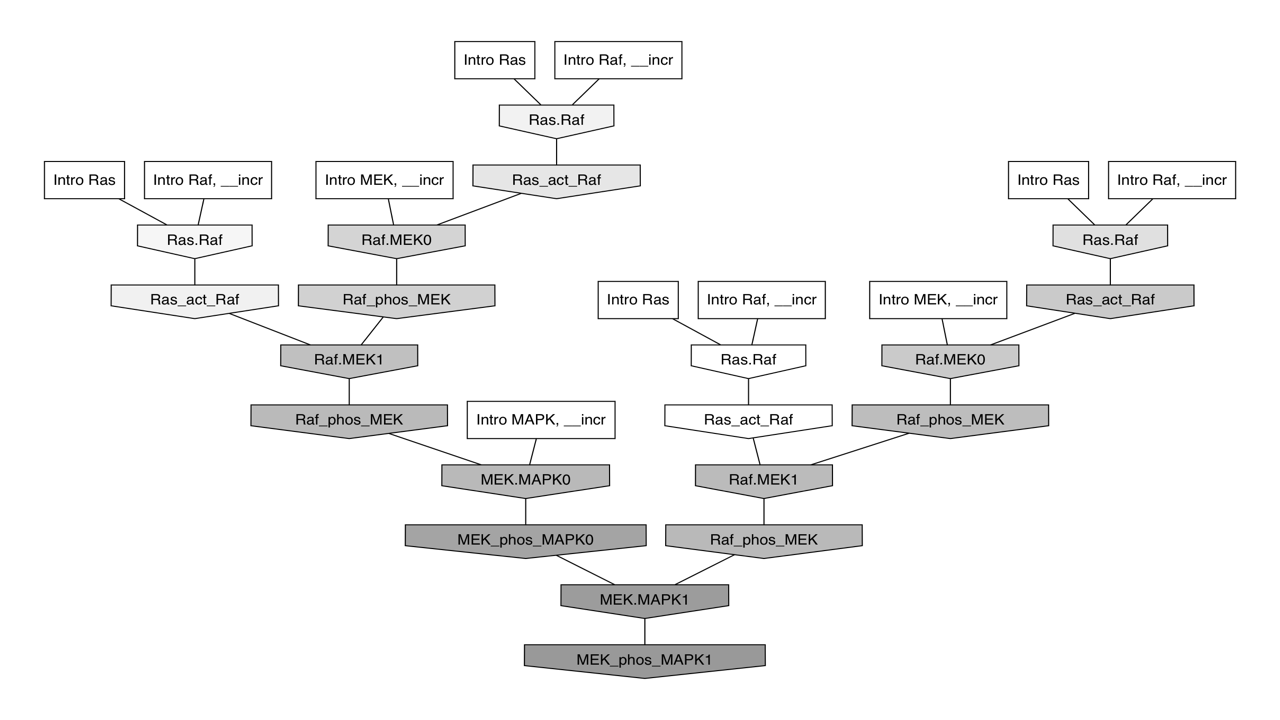 Intro Ras
Intro Raf, __incr
Ras.Raf
Intro Ras
Intro Raf, __incr
Intro MEK, __incr
Ras_act_Raf
Intro Ras
Intro Raf, __incr
Ras.Raf
Raf.MEK0
Ras.Raf
Ras_act_Raf
Raf_phos_MEK
Intro Ras
Intro Raf, __incr
Intro MEK, __incr
Ras_act_Raf
Raf.MEK1
Ras.Raf
Raf.MEK0
Raf_phos_MEK
Intro MAPK, __incr
Ras_act_Raf
Raf_phos_MEK
MEK.MAPK0
Raf.MEK1
MEK_phos_MAPK0
Raf_phos_MEK
MEK.MAPK1
MEK_phos_MAPK1